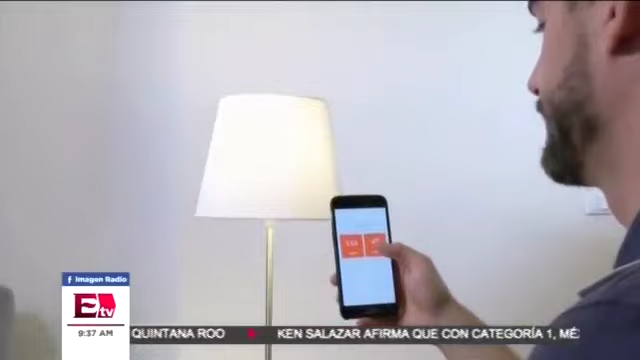 Imagen Radio
E tv
9:37 AM
QUINTANA ROO
KEN SALAZAR AFIRMA QUE CON CATEGORÍA 1, MÉ